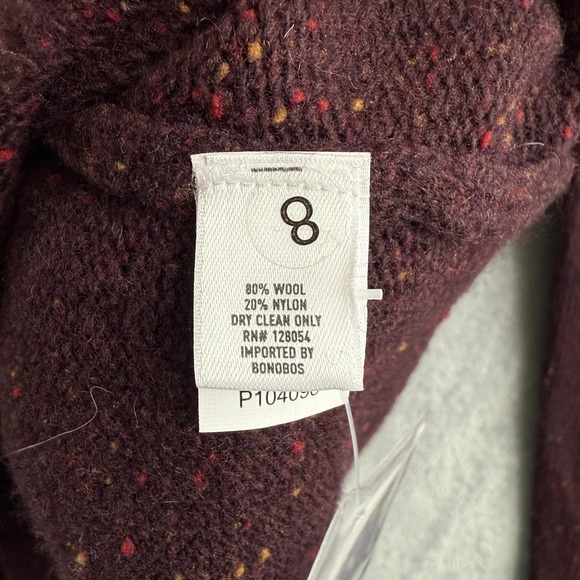 8
80% WOOL
20% NYLON
DRY CLEAN ONLY
RN# 128054
IMPORTED BY
BONOBOS